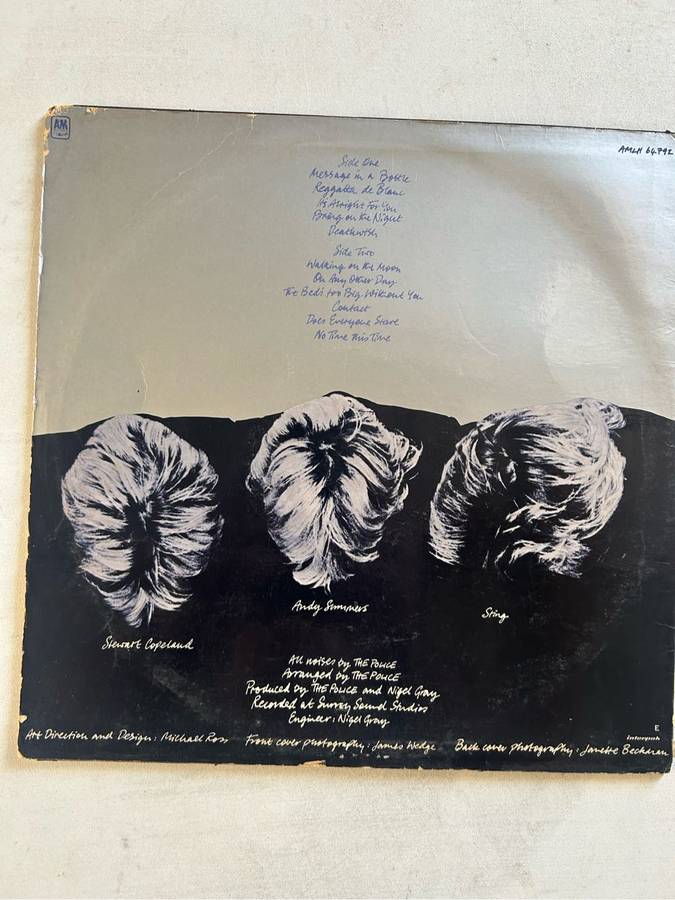 AM
AMLH 64792
Side One
Message in a Bottle
Reggatta de Blanc
Its Alright For You
Bring on the Night
Deathwish
Side Two
Walking on the Moon
On Any Other Day
The Bed's too Big Without You
Contact
Does Everyone Stare
No Time This Time
Stewart Copeland
Andy Summers
Sting
All noises by THE POLICE
Arranged by THE POLICE
Produced by THE POLICE and Nigel Gray
Recorded at Surrey Sound Studios
Engineer: Nigel Gray
E
Art Direction and Design: Michael Ross Front cover photography: James Wedge Back cover photography: Janette Beckman